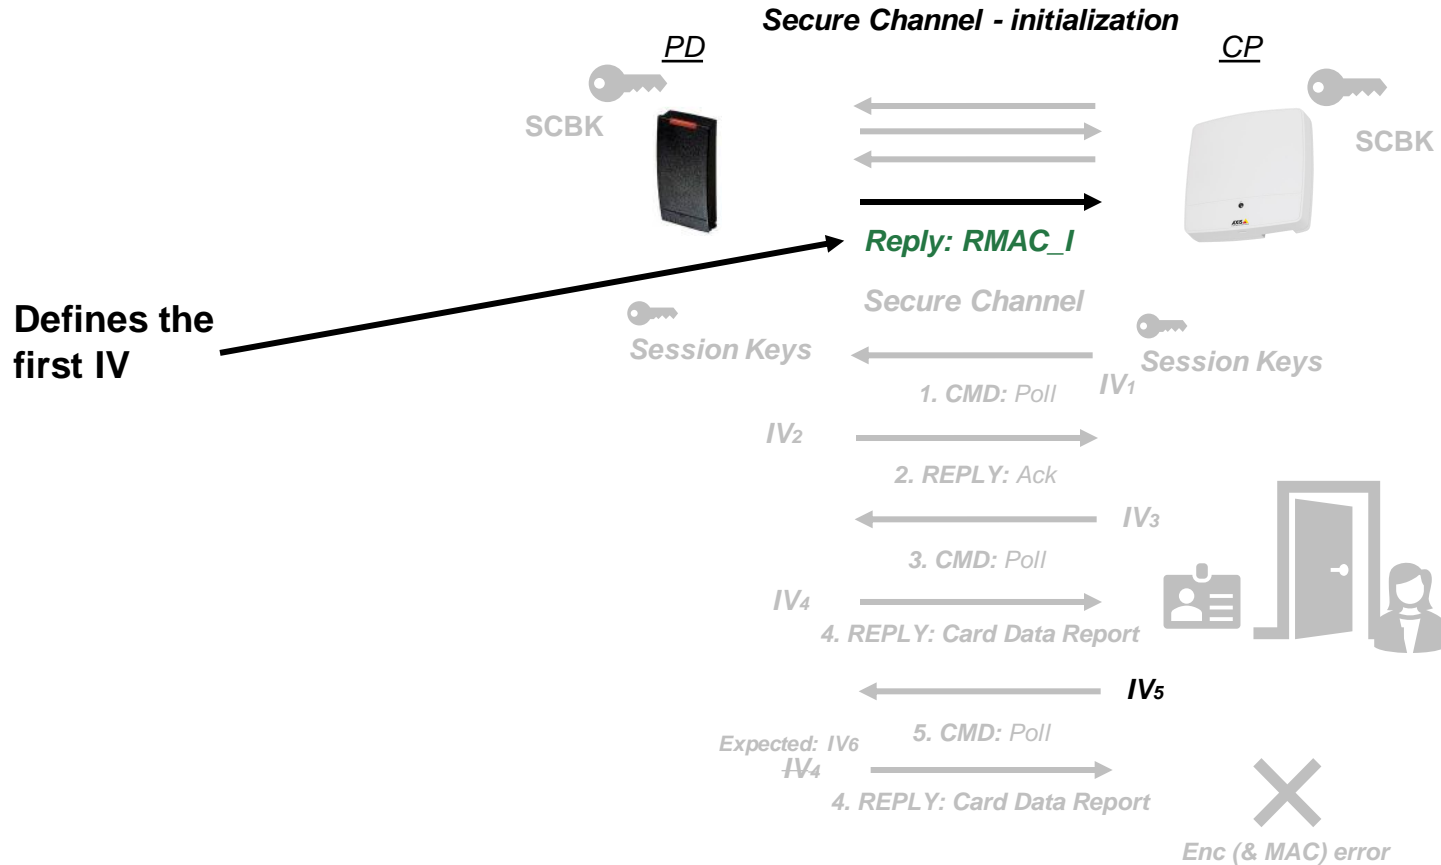 Secure Channel - initialization
PD
CP
SCBK
SCBK
AXIS
Reply: RMAC_I
Defines the
first IV
Secure Channel
Session Keys
Session Keys
IV1
1. CMD: Poll
IV2
2. REPLY: Ack
IV3
3. CMD: Poll
IV4
4. REPLY: Card Data Report
IV5
5. CMD: Poll
Expected: IV6
IV4
4. REPLY: Card Data Report
Enc (& MAC) error